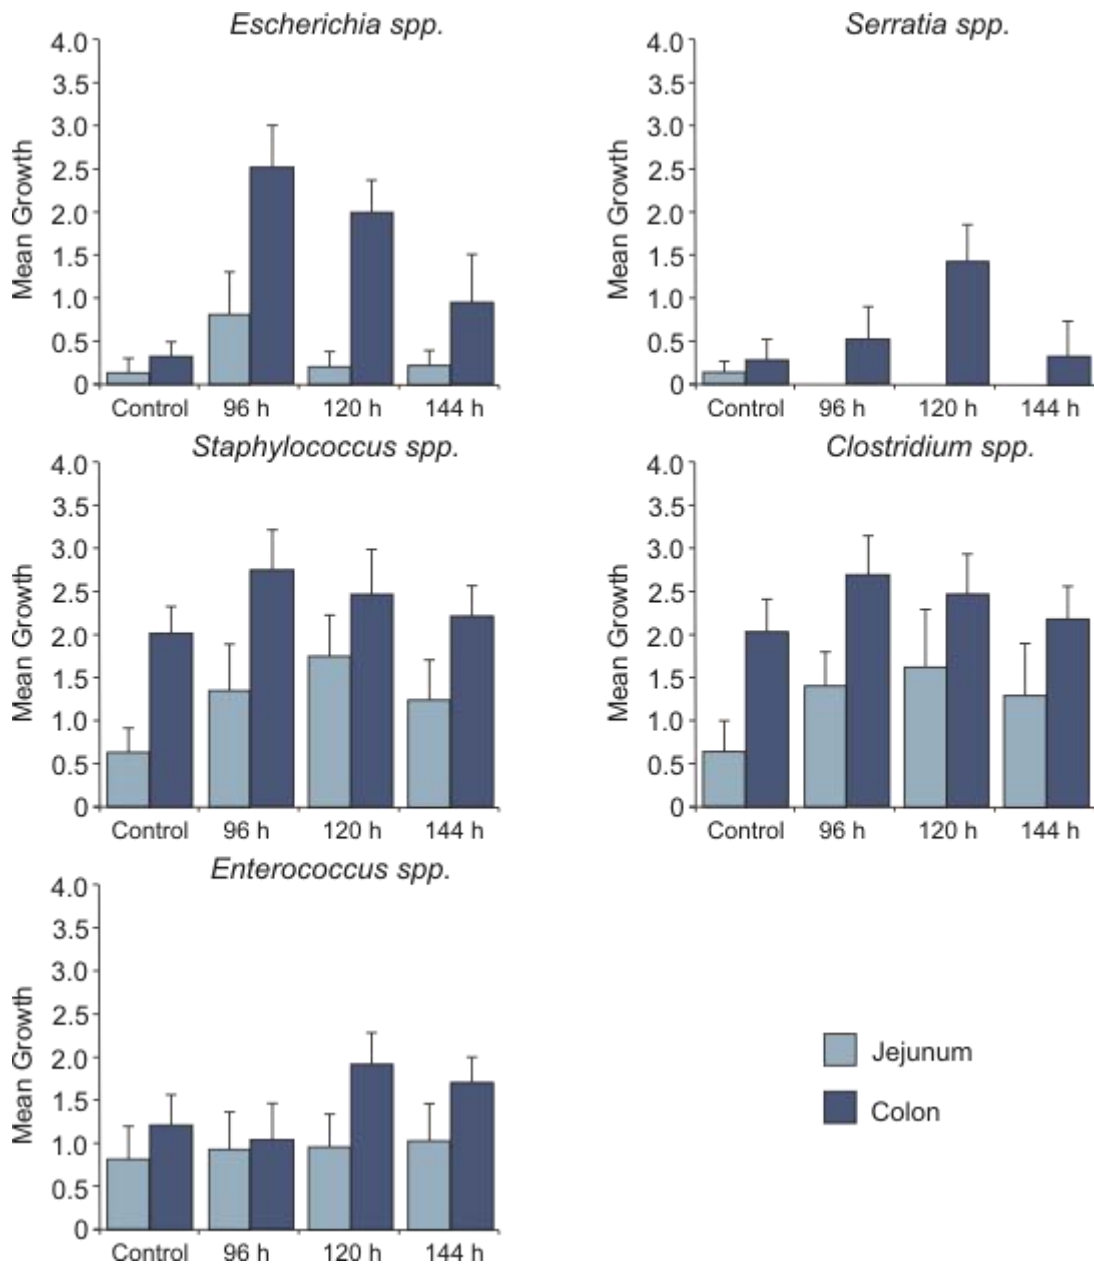 Escherichia spp.
Mean Growth
4.0
3.5
3.0
2.5
2.0
1.5
1.0
0.5
0
Control 96 h 120 h 144 h
Serratia spp.
Mean Growth
4.0
3.5
3.0
2.5
2.0
1.5
1.0
0.5
0
Control 96 h 120 h 144 h
Staphylococcus spp.
Mean Growth
4.0
3.5
3.0
2.5
2.0
1.5
1.0
0.5
0
Control 96 h 120 h 144 h
Clostridium spp.
Mean Growth
4.0
3.5
3.0
2.5
2.0
1.5
1.0
0.5
0
Control 96 h 120 h 144 h
Enterococcus spp.
Mean Growth
4.0
3.5
3.0
2.5
2.0
1.5
1.0
0.5
0
Control 96 h 120 h 144 h
Jejunum
Colon